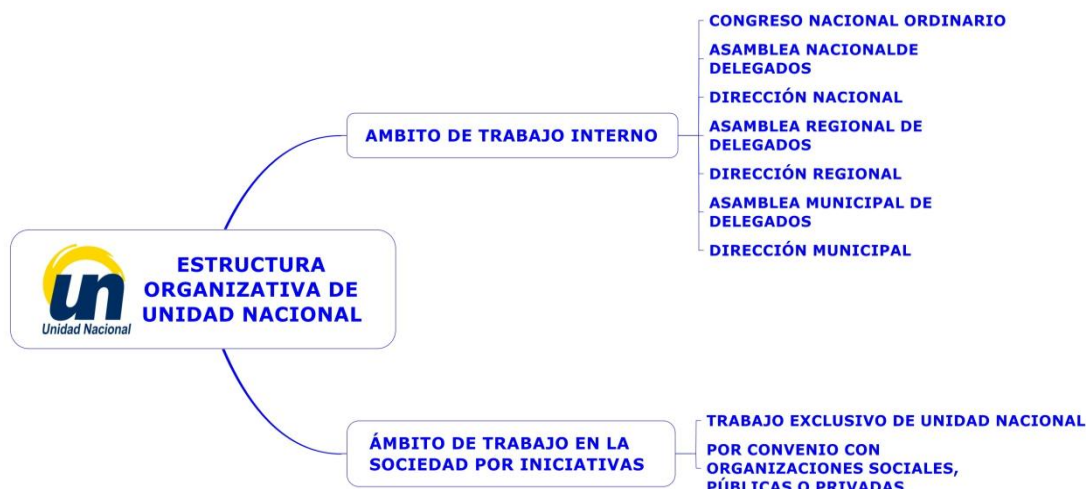 un
Unidad Nacional
ESTRUCTURA
ORGANIZATIVA DE
UNIDAD NACIONAL
AMBITO DE TRABAJO INTERNO
CONGRESO NACIONAL ORDINARIO
ASAMBLEA NACIONALDE
DELEGADOS
DIRECCIÓN NACIONAL
ASAMBLEA REGIONAL DE
DELEGADOS
DIRECCIÓN REGIONAL
ASAMBLEA MUNICIPAL DE
DELEGADOS
DIRECCIÓN MUNICIPAL
ÁMBITO DE TRABAJO EN LA
SOCIEDAD POR INICIATIVAS
TRABAJO EXCLUSIVO DE UNIDAD NACIONAL
POR CONVENIO CON
ORGANIZACIONES SOCIALES,
PÚBLICAS O PRIVADAS